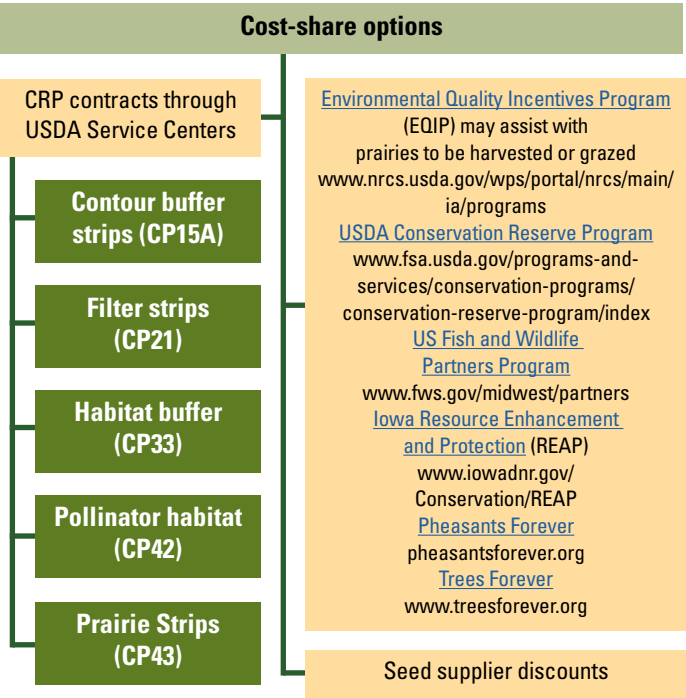 Cost-share options
CRP contracts through
USDA Service Centers
Contour buffer
strips (CP15A)
Filter strips
(CP21)
Habitat buffer
(CP33)
Pollinator habitat
(CP42)
Prairie Strips
(CP43)
Environmental Quality Incentives Program
(EQIP) may assist with
prairies to be harvested or grazed
www.nrcs.usda.gov/wps/portal/nrcs/main/
ia/programs
USDA Conservation Reserve Program
www.fsa.usda.gov/programs-and-
services/conservation-programs/
conservation-reserve-program/index
US Fish and Wildlife
Partners Program
www.fws.gov/midwest/partners
Iowa Resource Enhancement
and Protection (REAP)
www.iowadnr.gov/
Conservation/REAP
Pheasants Forever
pheasantsforever.org
Trees Forever
www.treesforever.org
Seed supplier discounts